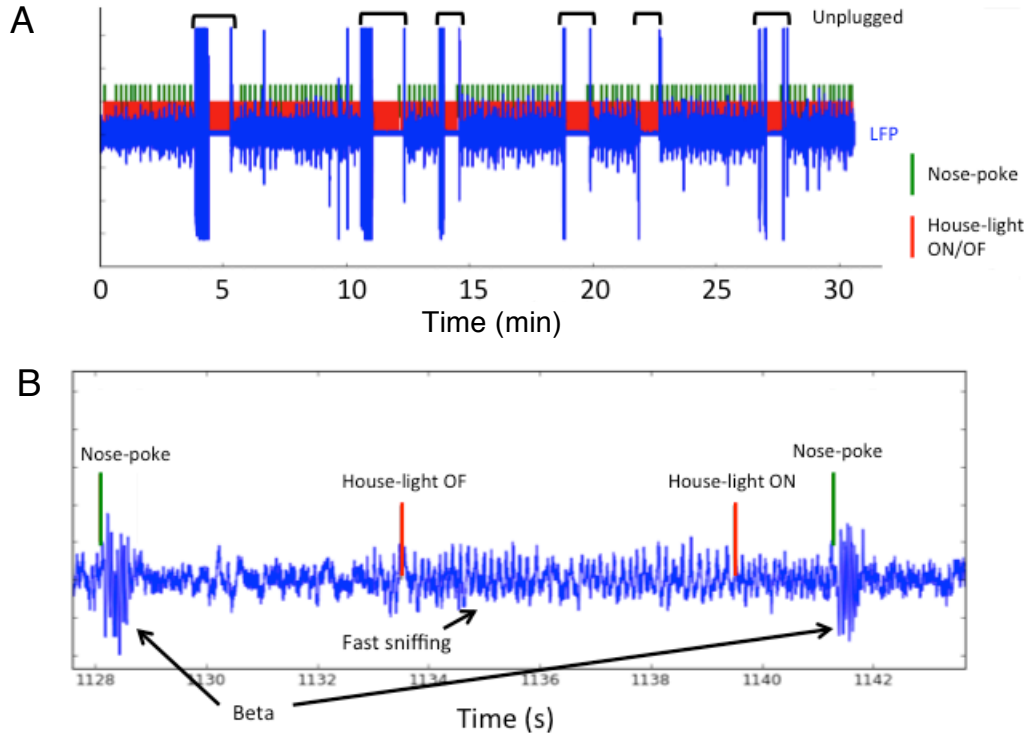 A
Unplugged
LFP
Nose-poke
House-light
ON/OF
0 5 10 15 20 25 30
Time (min)
B
Nose-poke
House-light OF
House-light ON
Nose-poke
Fast sniffing
1128 1130 1132 1134 1136 1138 1140 1142
Beta
Time (s)